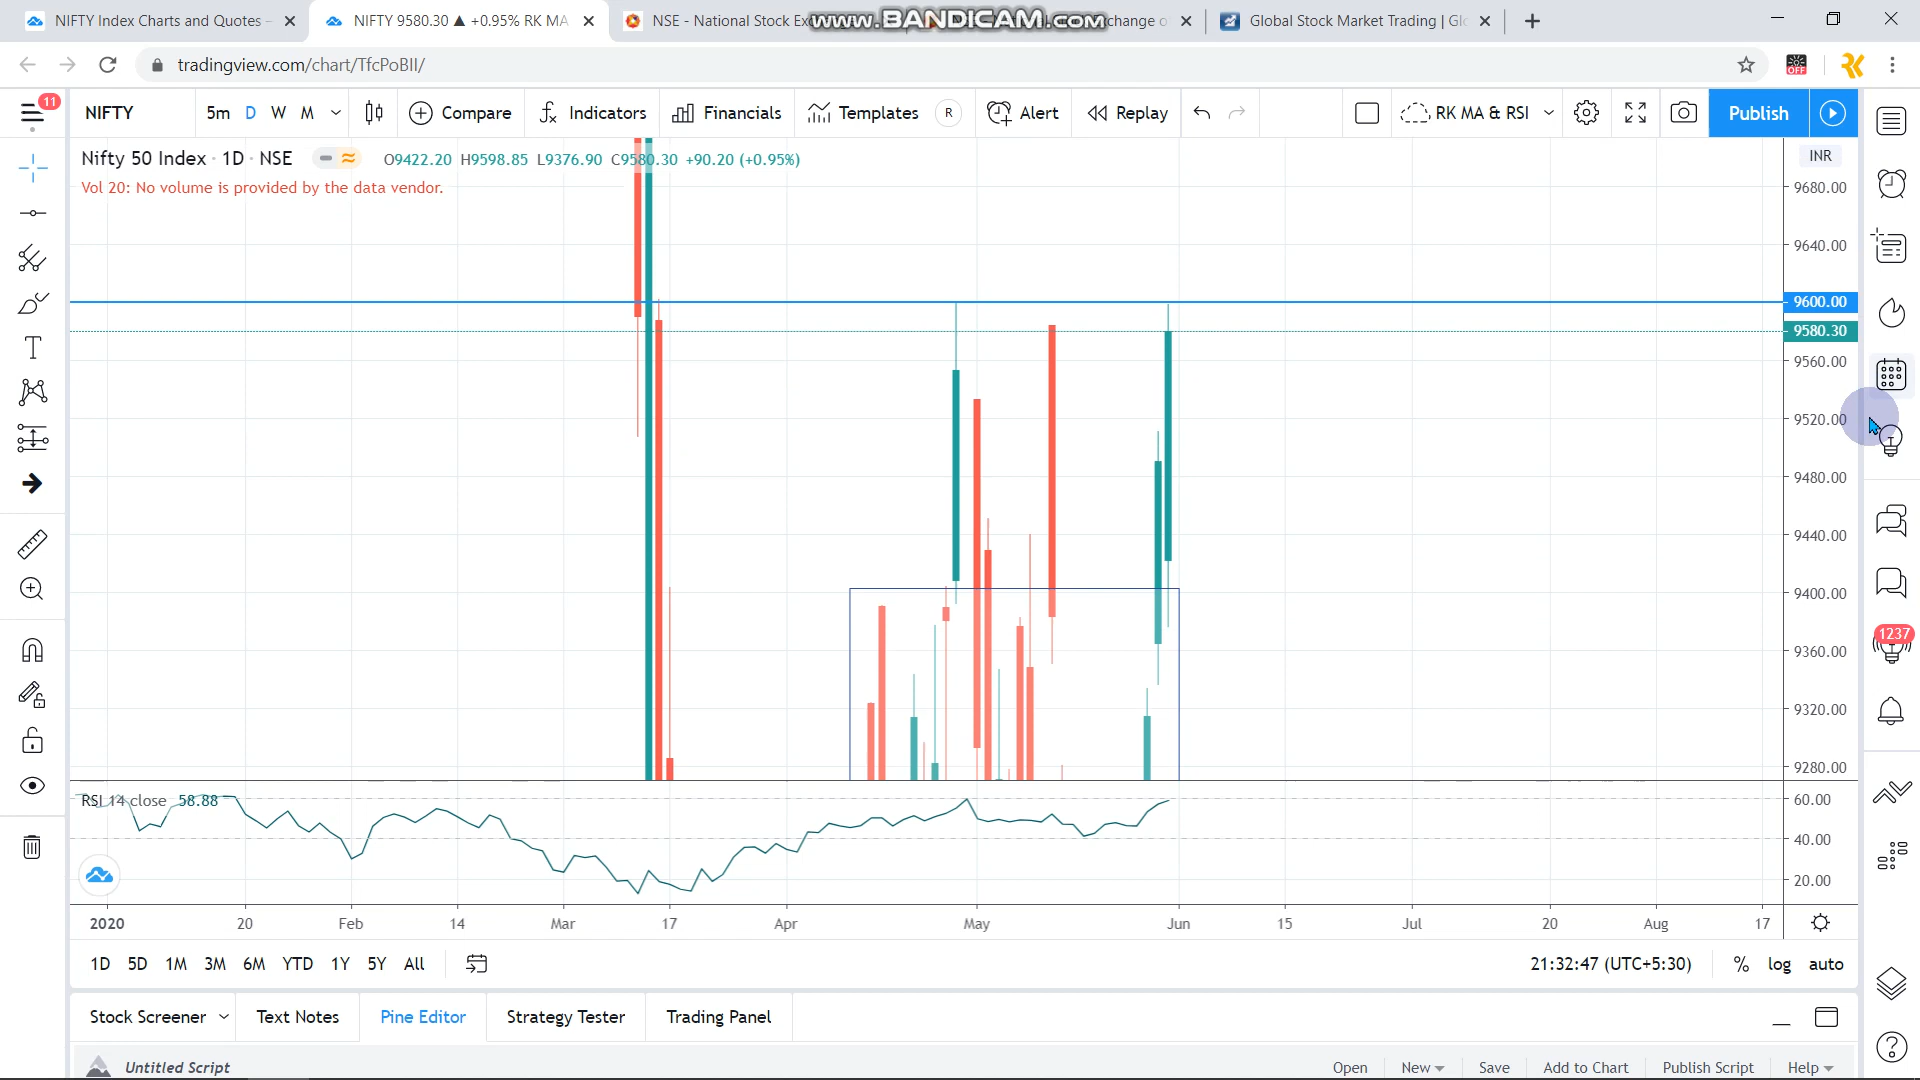 NIFTY Index Charts and Quotes –
NIFTY 9580.30 ▲ +0.95% RK MA
NSE - National Stock Ex
change o
Global Stock Market Trading | Glo
www.BANDICAM.com
tradingview.com/chart/TfcPoBII/
OFF
11
NIFTY
5m D W M
Compare
Indicators
Financials
Templates
R
Alert
Replay
RK MA & RSI
Publish
Nifty 50 Index · 1D · NSE
O9422.20 H9598.85 L9376.90 C9580.30 +90.20 (+0.95%)
INR
Vol 20: No volume is provided by the data vendor.
9680.00
9640.00
9600.00
9580.30
9560.00
9520.00
9480.00
9440.00
9400.00
9360.00
9320.00
9280.00
1237
RSI 14 close 58.88
60.00
40.00
20.00
2020 20 Feb 14 Mar 17 Apr May Jun 15 Jul 20 Aug 17
1D 5D 1M 3M 6M YTD 1Y 5Y All
21:32:47 (UTC+5:30)
% log auto
Stock Screener
Text Notes
Pine Editor
Strategy Tester
Trading Panel
Untitled Script
Open New Save Add to Chart Publish Script Help